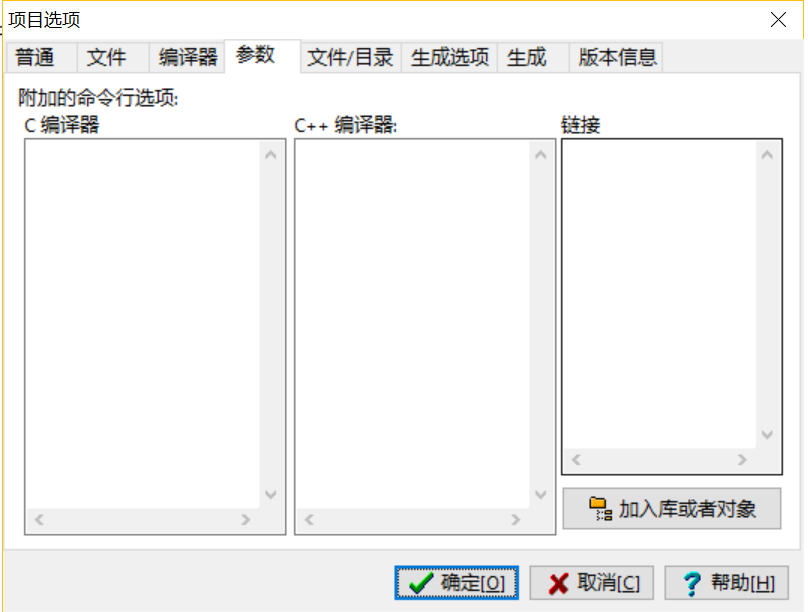 项目选项
普通 文件 编译器 参数 文件/目录 生成选项 生成 版本信息
附加的命令行选项:
C 编译器 C++ 编译器: 链接
加入库或者对象
确定[O] 取消[C] 帮助[H]